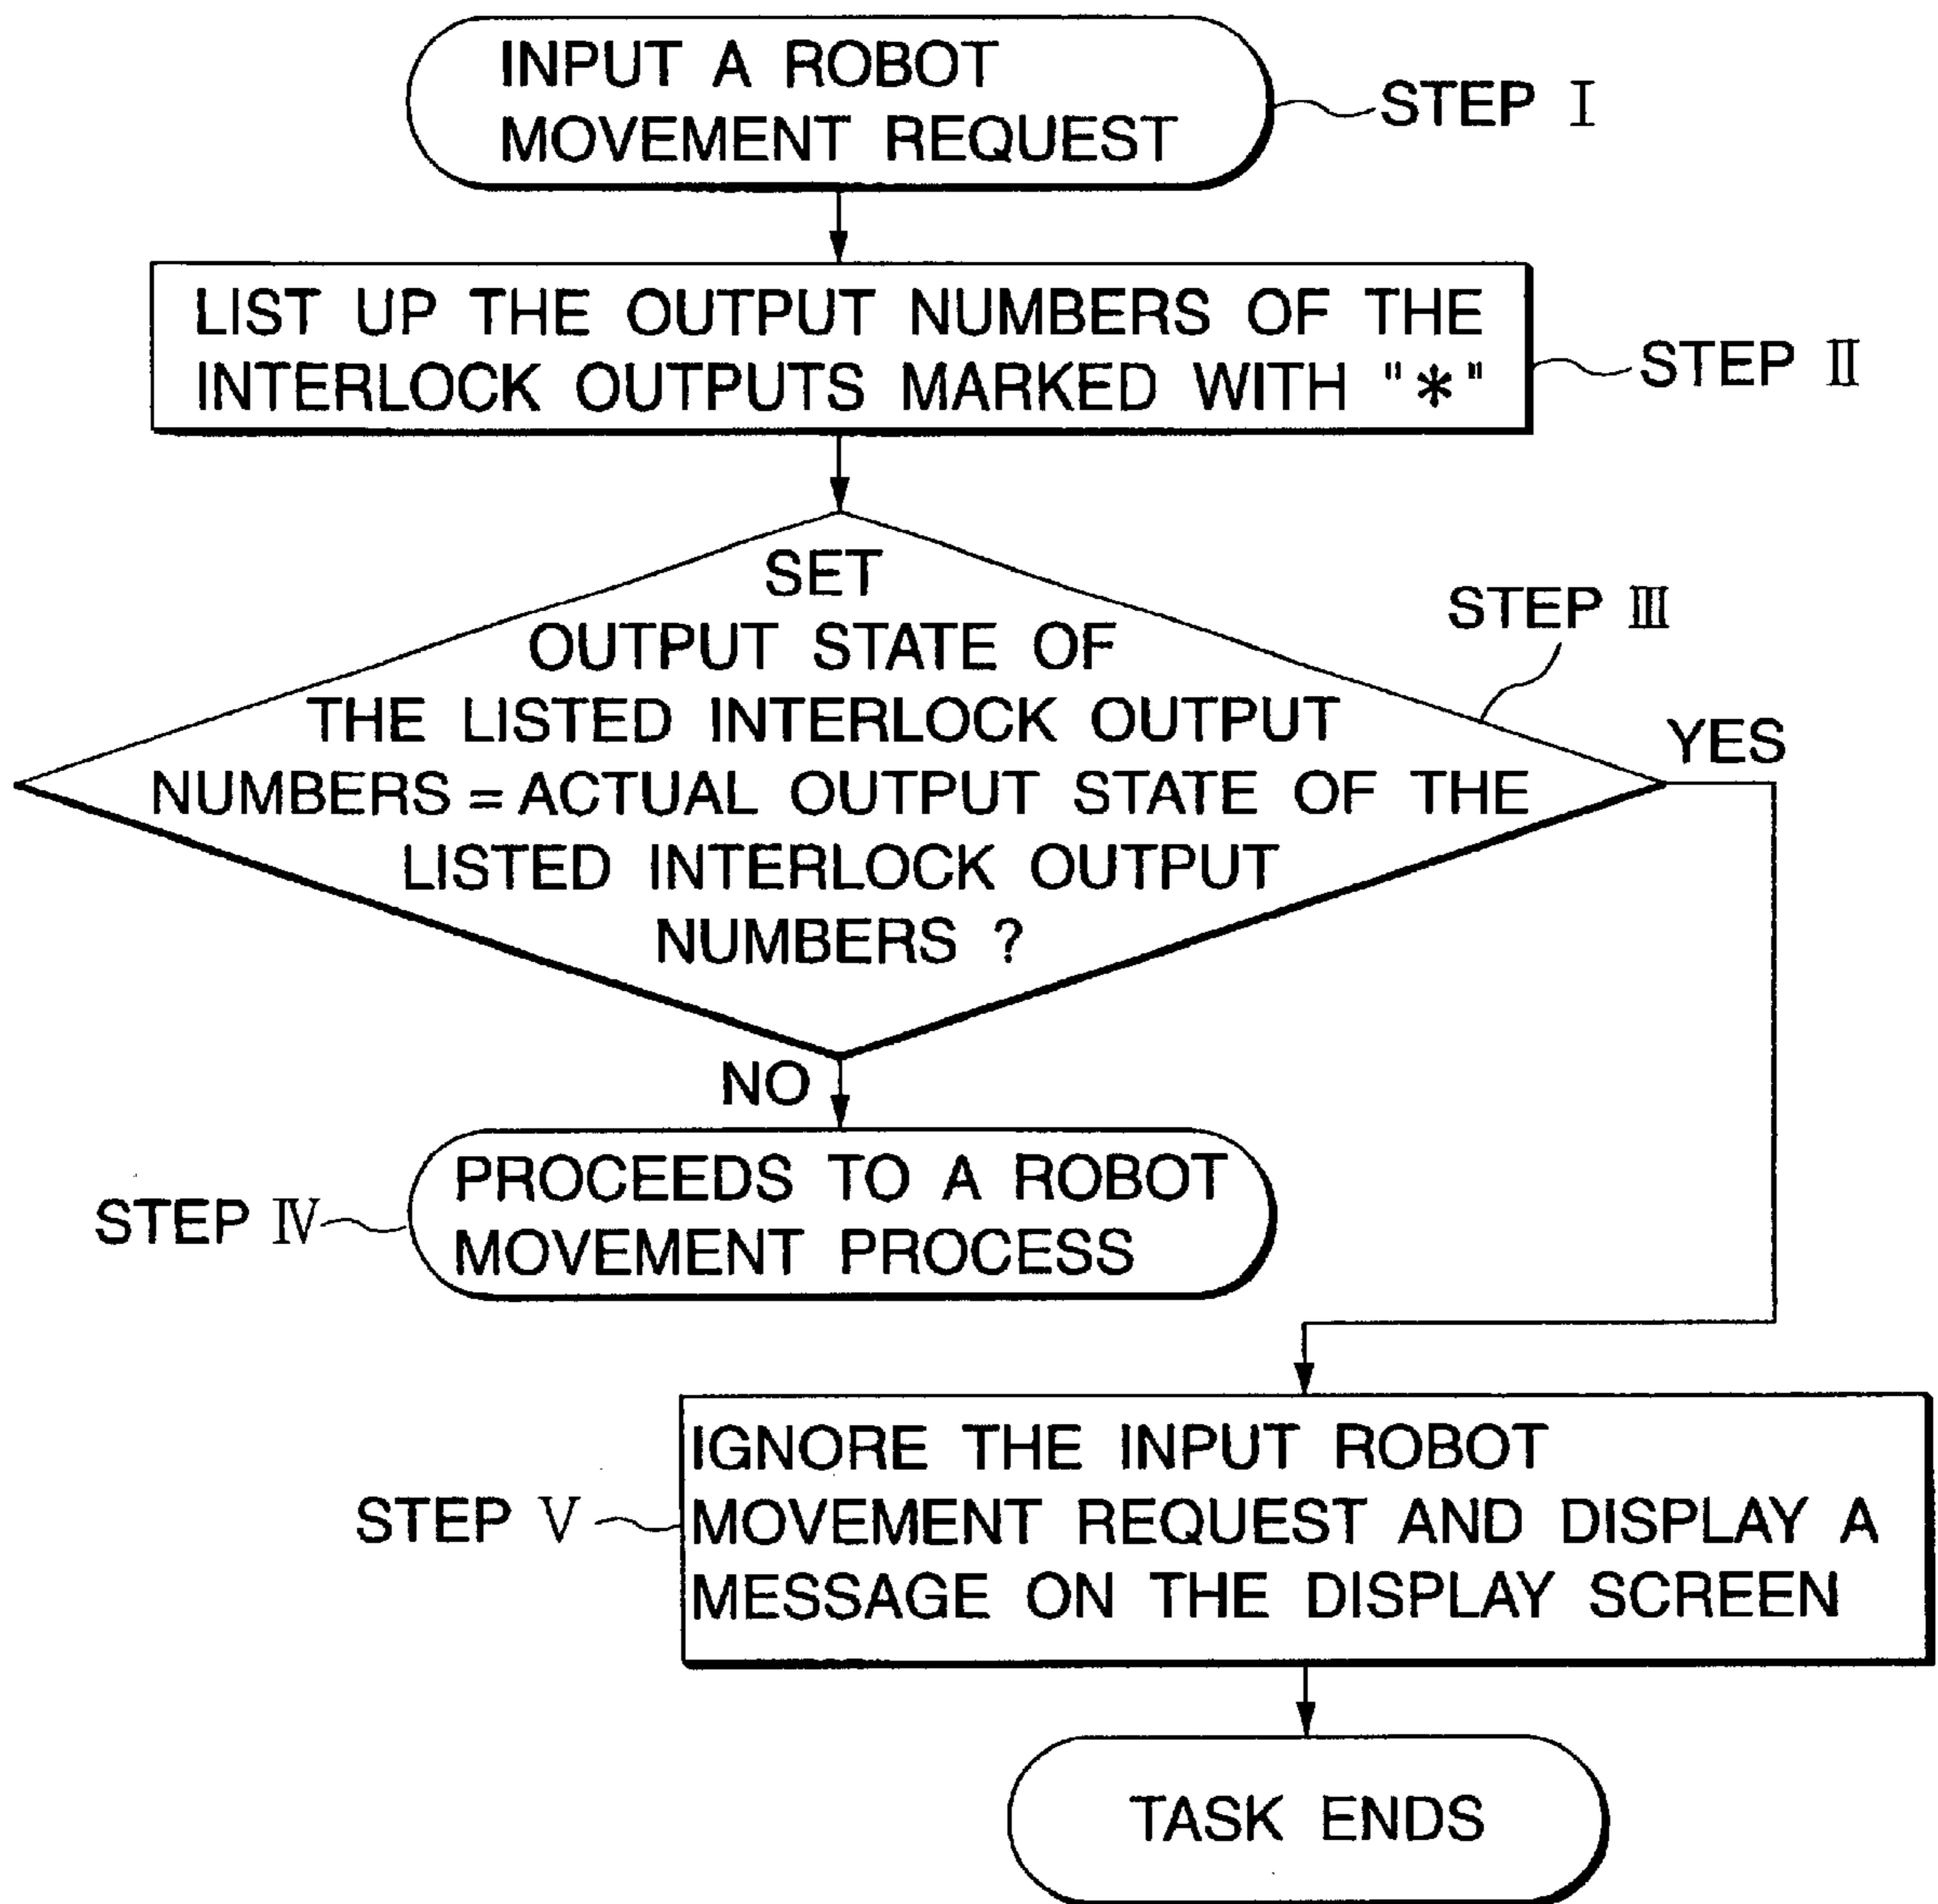 INPUT A ROBOT
MOVEMENT REQUEST
STEP I
LIST UP THE OUTPUT NUMBERS OF THE
INTERLOCK OUTPUTS MARKED WITH "*"
STEP II
SET
OUTPUT STATE OF
THE LISTED INTERLOCK OUTPUT
NUMBERS = ACTUAL OUTPUT STATE OF THE
LISTED INTERLOCK OUTPUT
NUMBERS ?
STEP III
YES
NO
PROCEEDS TO A ROBOT
MOVEMENT PROCESS
STEP IV
IGNORE THE INPUT ROBOT
MOVEMENT REQUEST AND DISPLAY A
MESSAGE ON THE DISPLAY SCREEN
STEP V
TASK ENDS